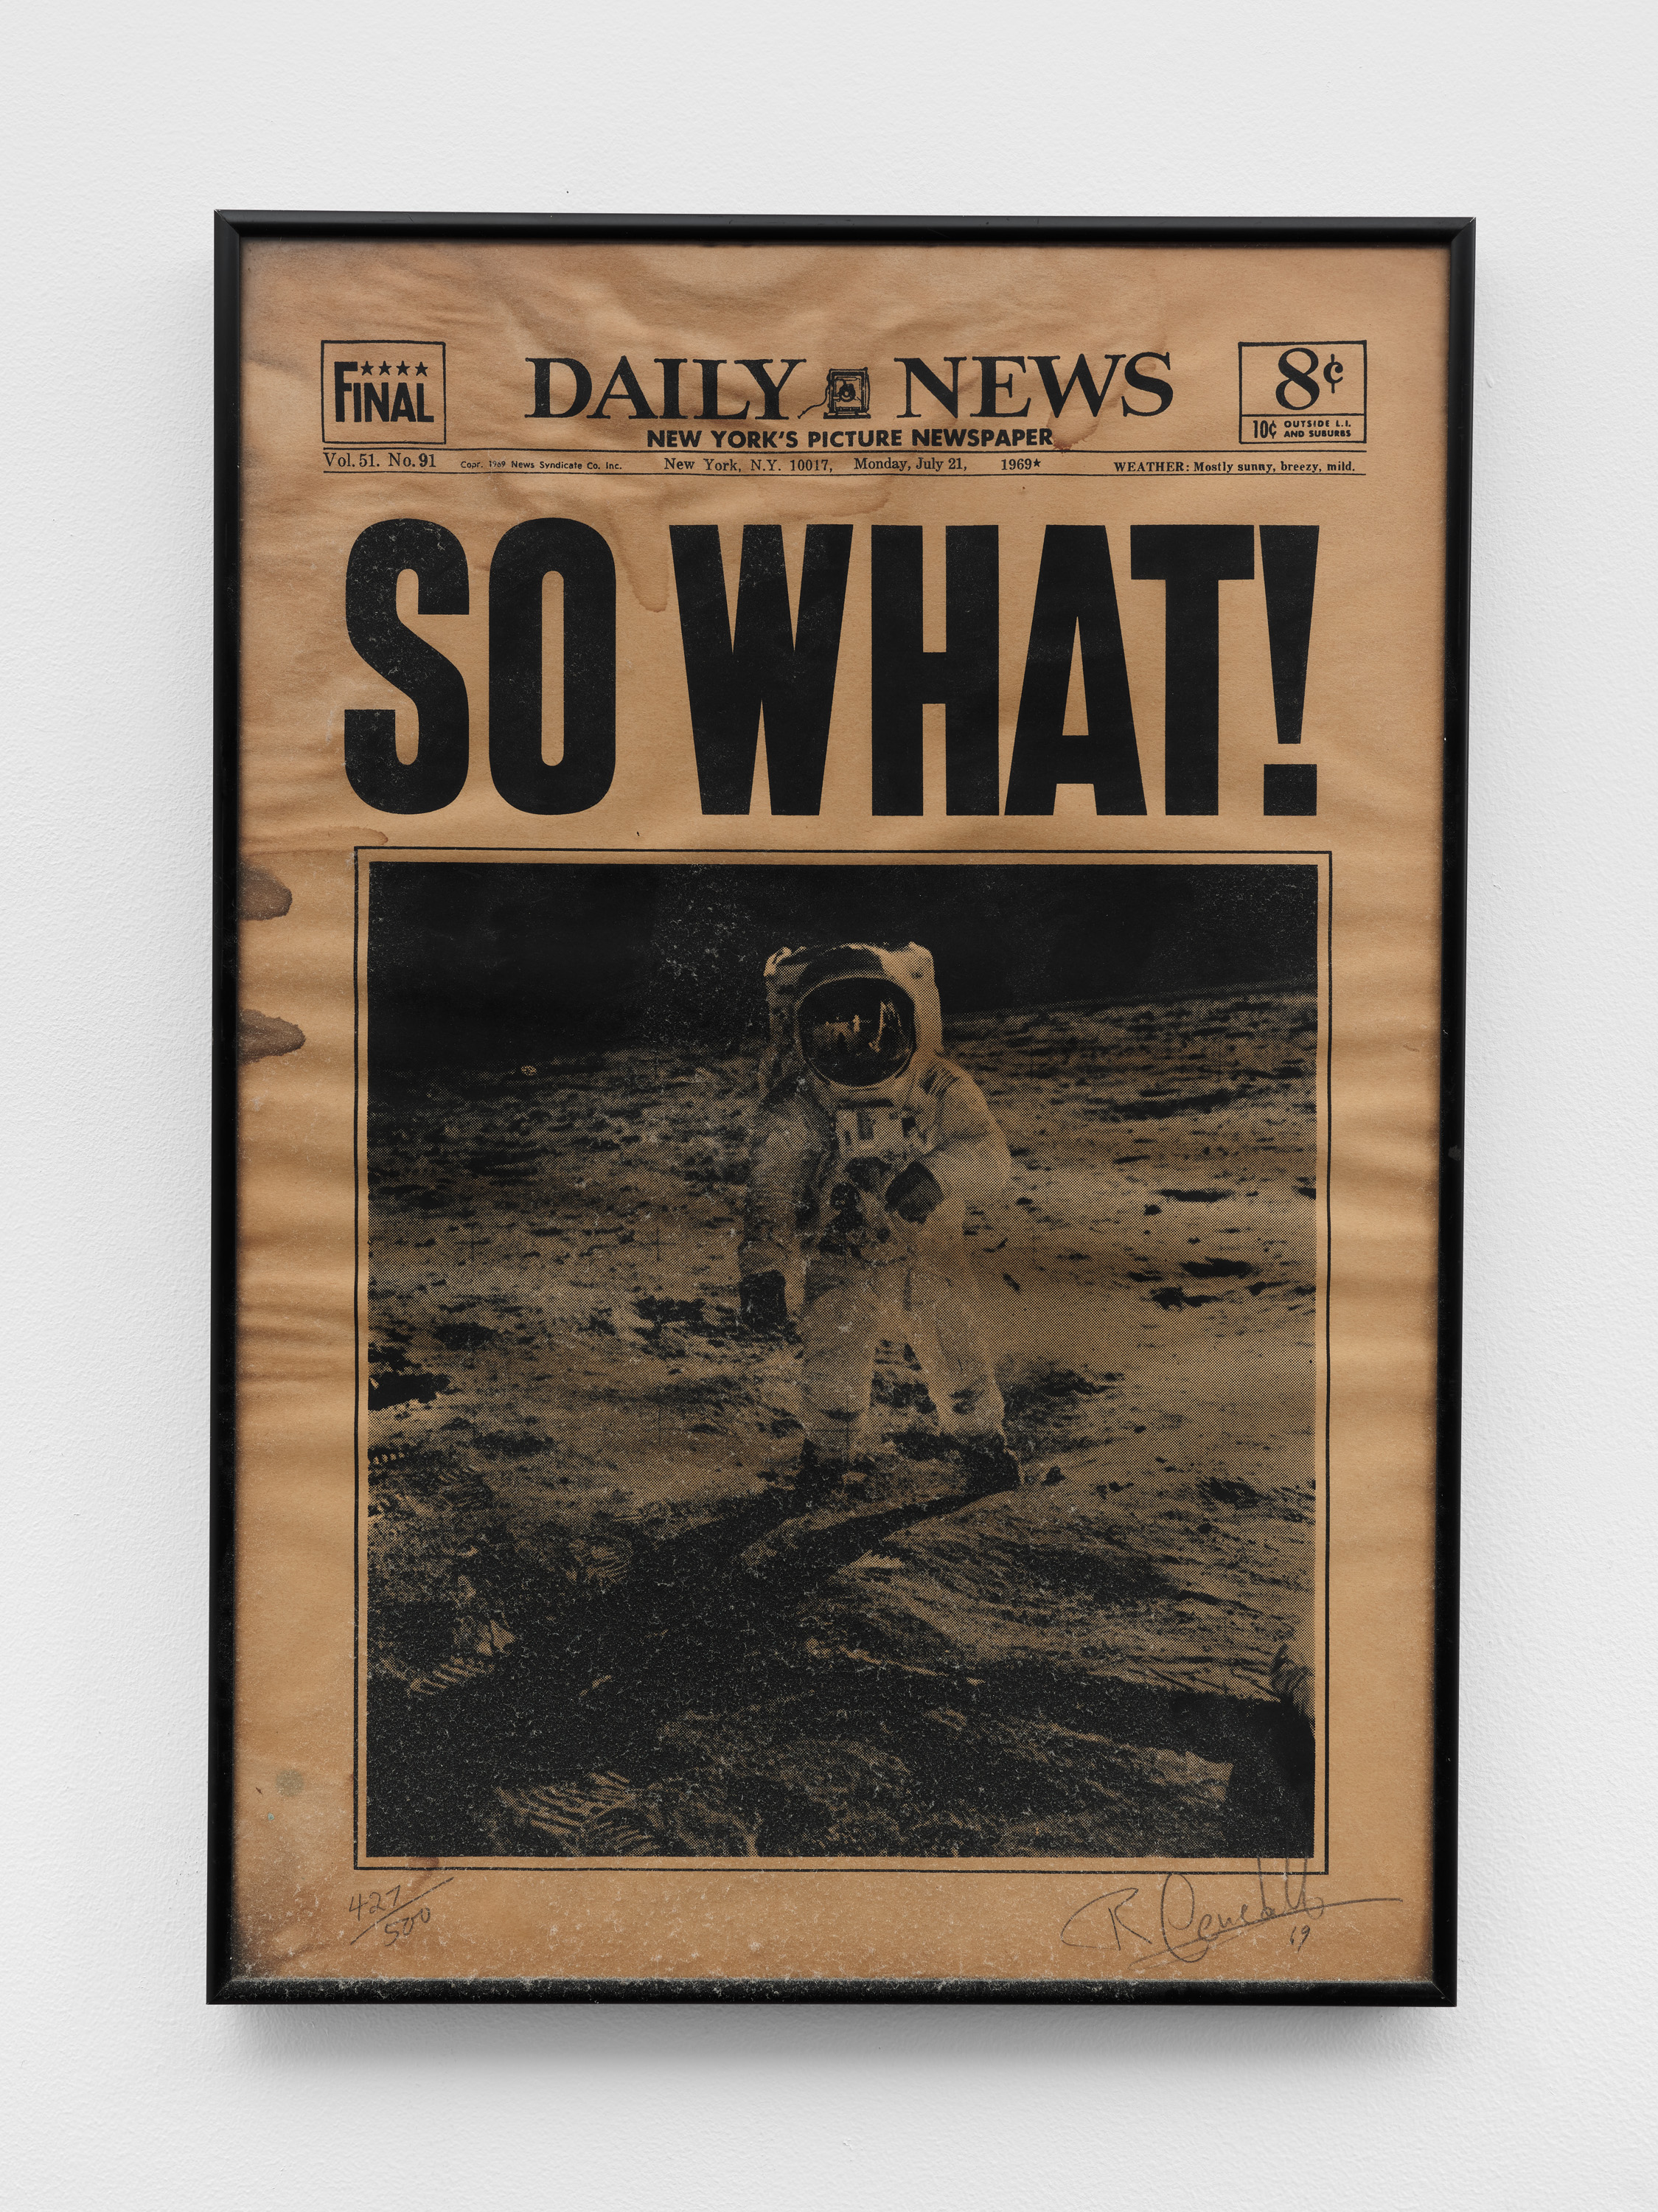 ★★★★
FINAL
DAILY NEWS
NEW YORK'S PICTURE NEWSPAPER
8¢
10¢ OUTSIDE L.I. AND SUBURBS
Vol. 51. No. 91 Copr. 1969 News Syndicate Co. Inc. New York, N.Y. 10017, Monday, July 21, 1969★ WEATHER: Mostly sunny, breezy, mild.
SO WHAT!
427/500
R
69